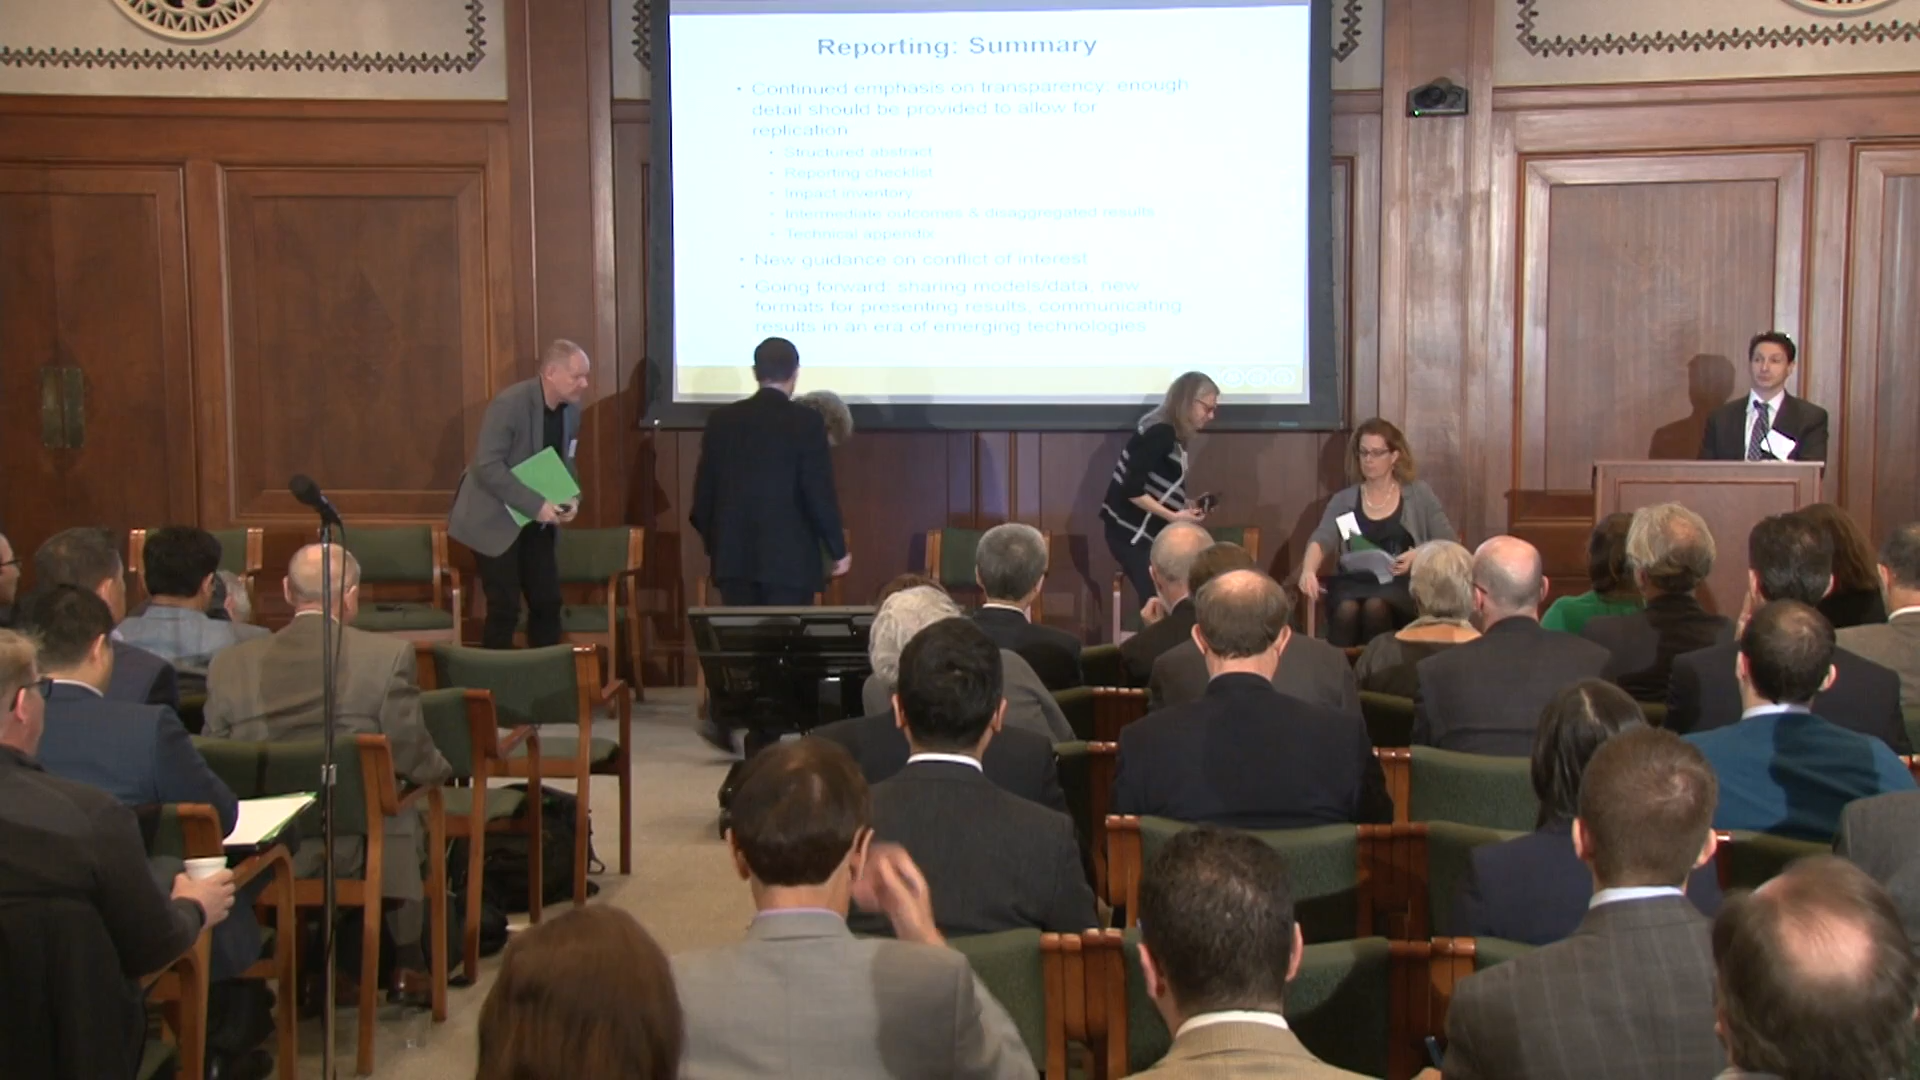 Reporting: Summary
• Continued emphasis on transparency: enough
detail should be provided to allow for
replication
• Structured abstract
• Reporting checklist
• Impact inventory
• Intermediate outcomes & disaggregated results
• Technical appendix
• New guidance on conflict of interest
• Going forward: sharing models/data, new
formats for presenting results, communicating
results in an era of emerging technologies